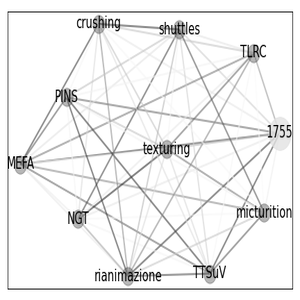 crushing
shuttles
TLRC
PINS
1755
texturing
MEFA
NGT
micturition
rianimazione
TTSuV